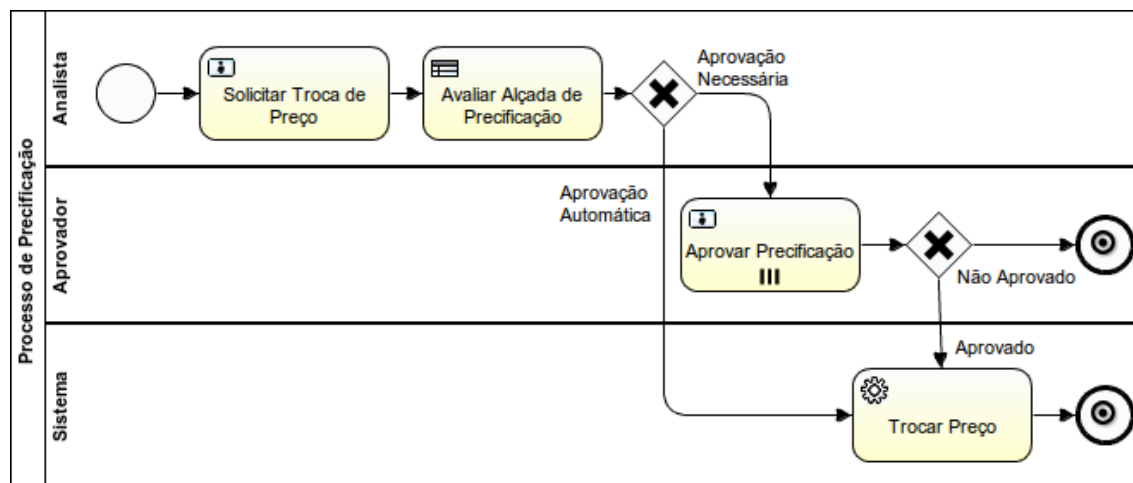 Processo de Precificação
Analista
Solicitar Troca de
Preço
Avaliar Alçada de
Precificação
Aprovação
Necessária
Aprovador
Aprovação
Automática
Aprovar Precificação
Não Aprovado
Sistema
Aprovado
Trocar Preço